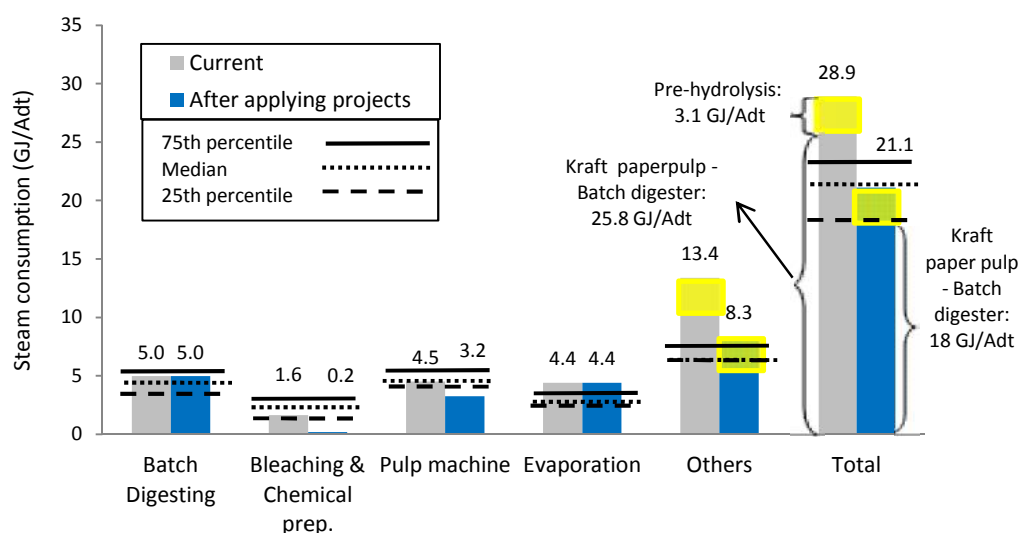 Steam consumption (GJ/Adt)
35
30
25
20
15
10
5
0
Current
After applying projects
75th percentile
Median
25th percentile
Pre-hydrolysis:
3.1 GJ/Adt
Kraft paperpulp -
Batch digester:
25.8 GJ/Adt
28.9
21.1
Kraft
paper pulp
- Batch
digester:
18 GJ/Adt
5.0 5.0
1.6 0.2
4.5 3.2
4.4 4.4
13.4
8.3
Batch
Digesting
Bleaching &
Chemical
prep.
Pulp machine
Evaporation
Others
Total